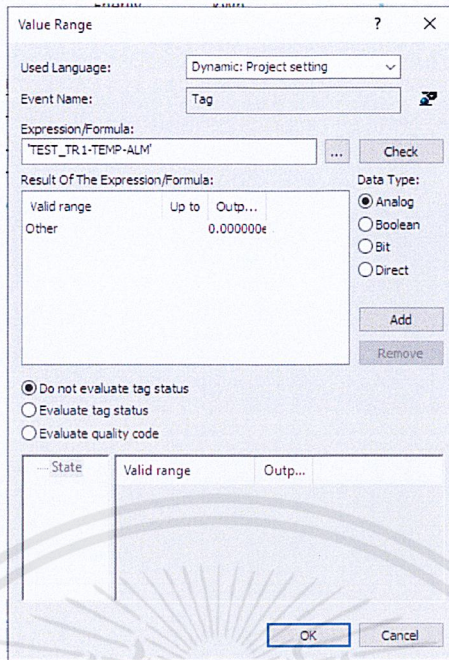 Value Range ? ×
Used Language: Dynamic: Project setting
Event Name: Tag
Expression/Formula:
'TEST_TR1-TEMP-ALM' ... Check
Result Of The Expression/Formula: Data Type:
Valid range Up to Outp... Analog
Other 0.000000e Boolean
Bit
Direct
Add
Remove
Do not evaluate tag status
Evaluate tag status
Evaluate quality code
State Valid range Outp...
OK Cancel